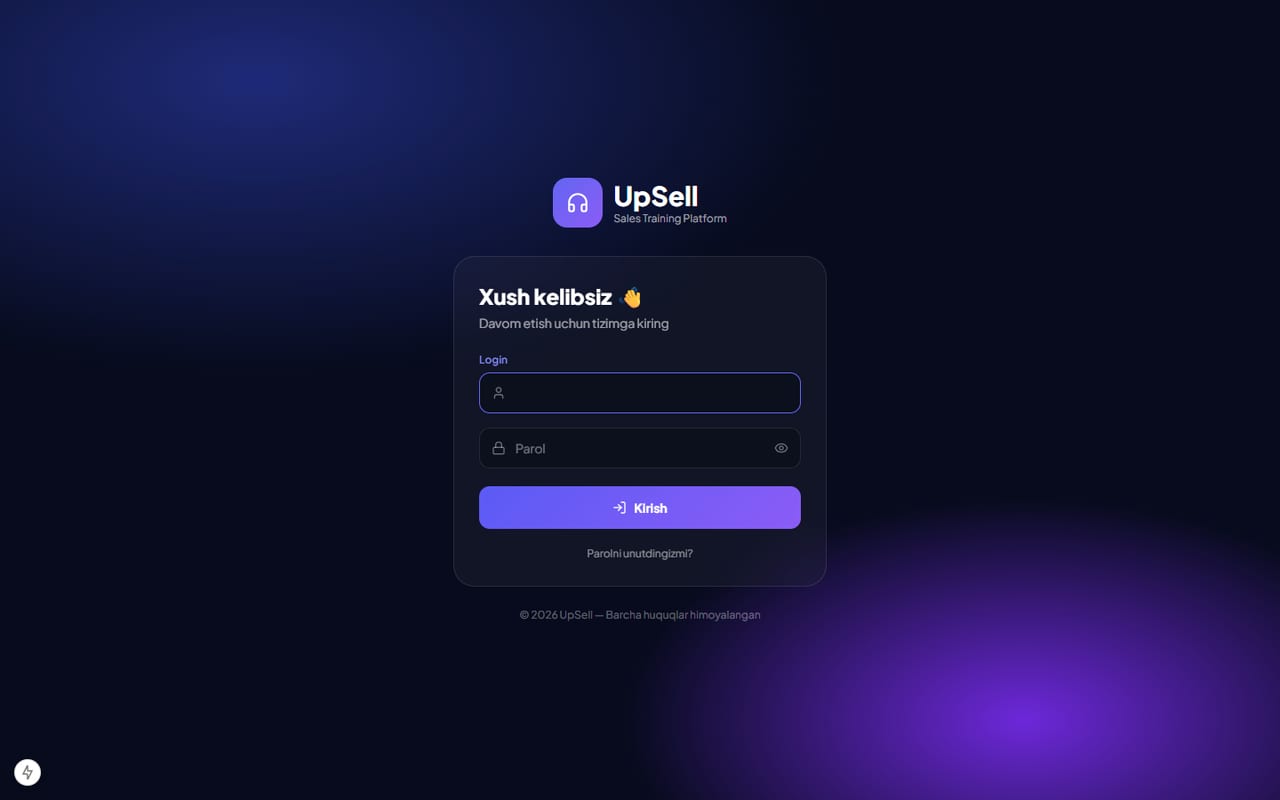 UpSell
Sales Training Platform
Xush kelibsiz 👋
Davom etish uchun tizimga kiring
Login
Parol
Kirish
Parolni unutdingizmi?
© 2026 UpSell — Barcha huquqlar himoyalangan